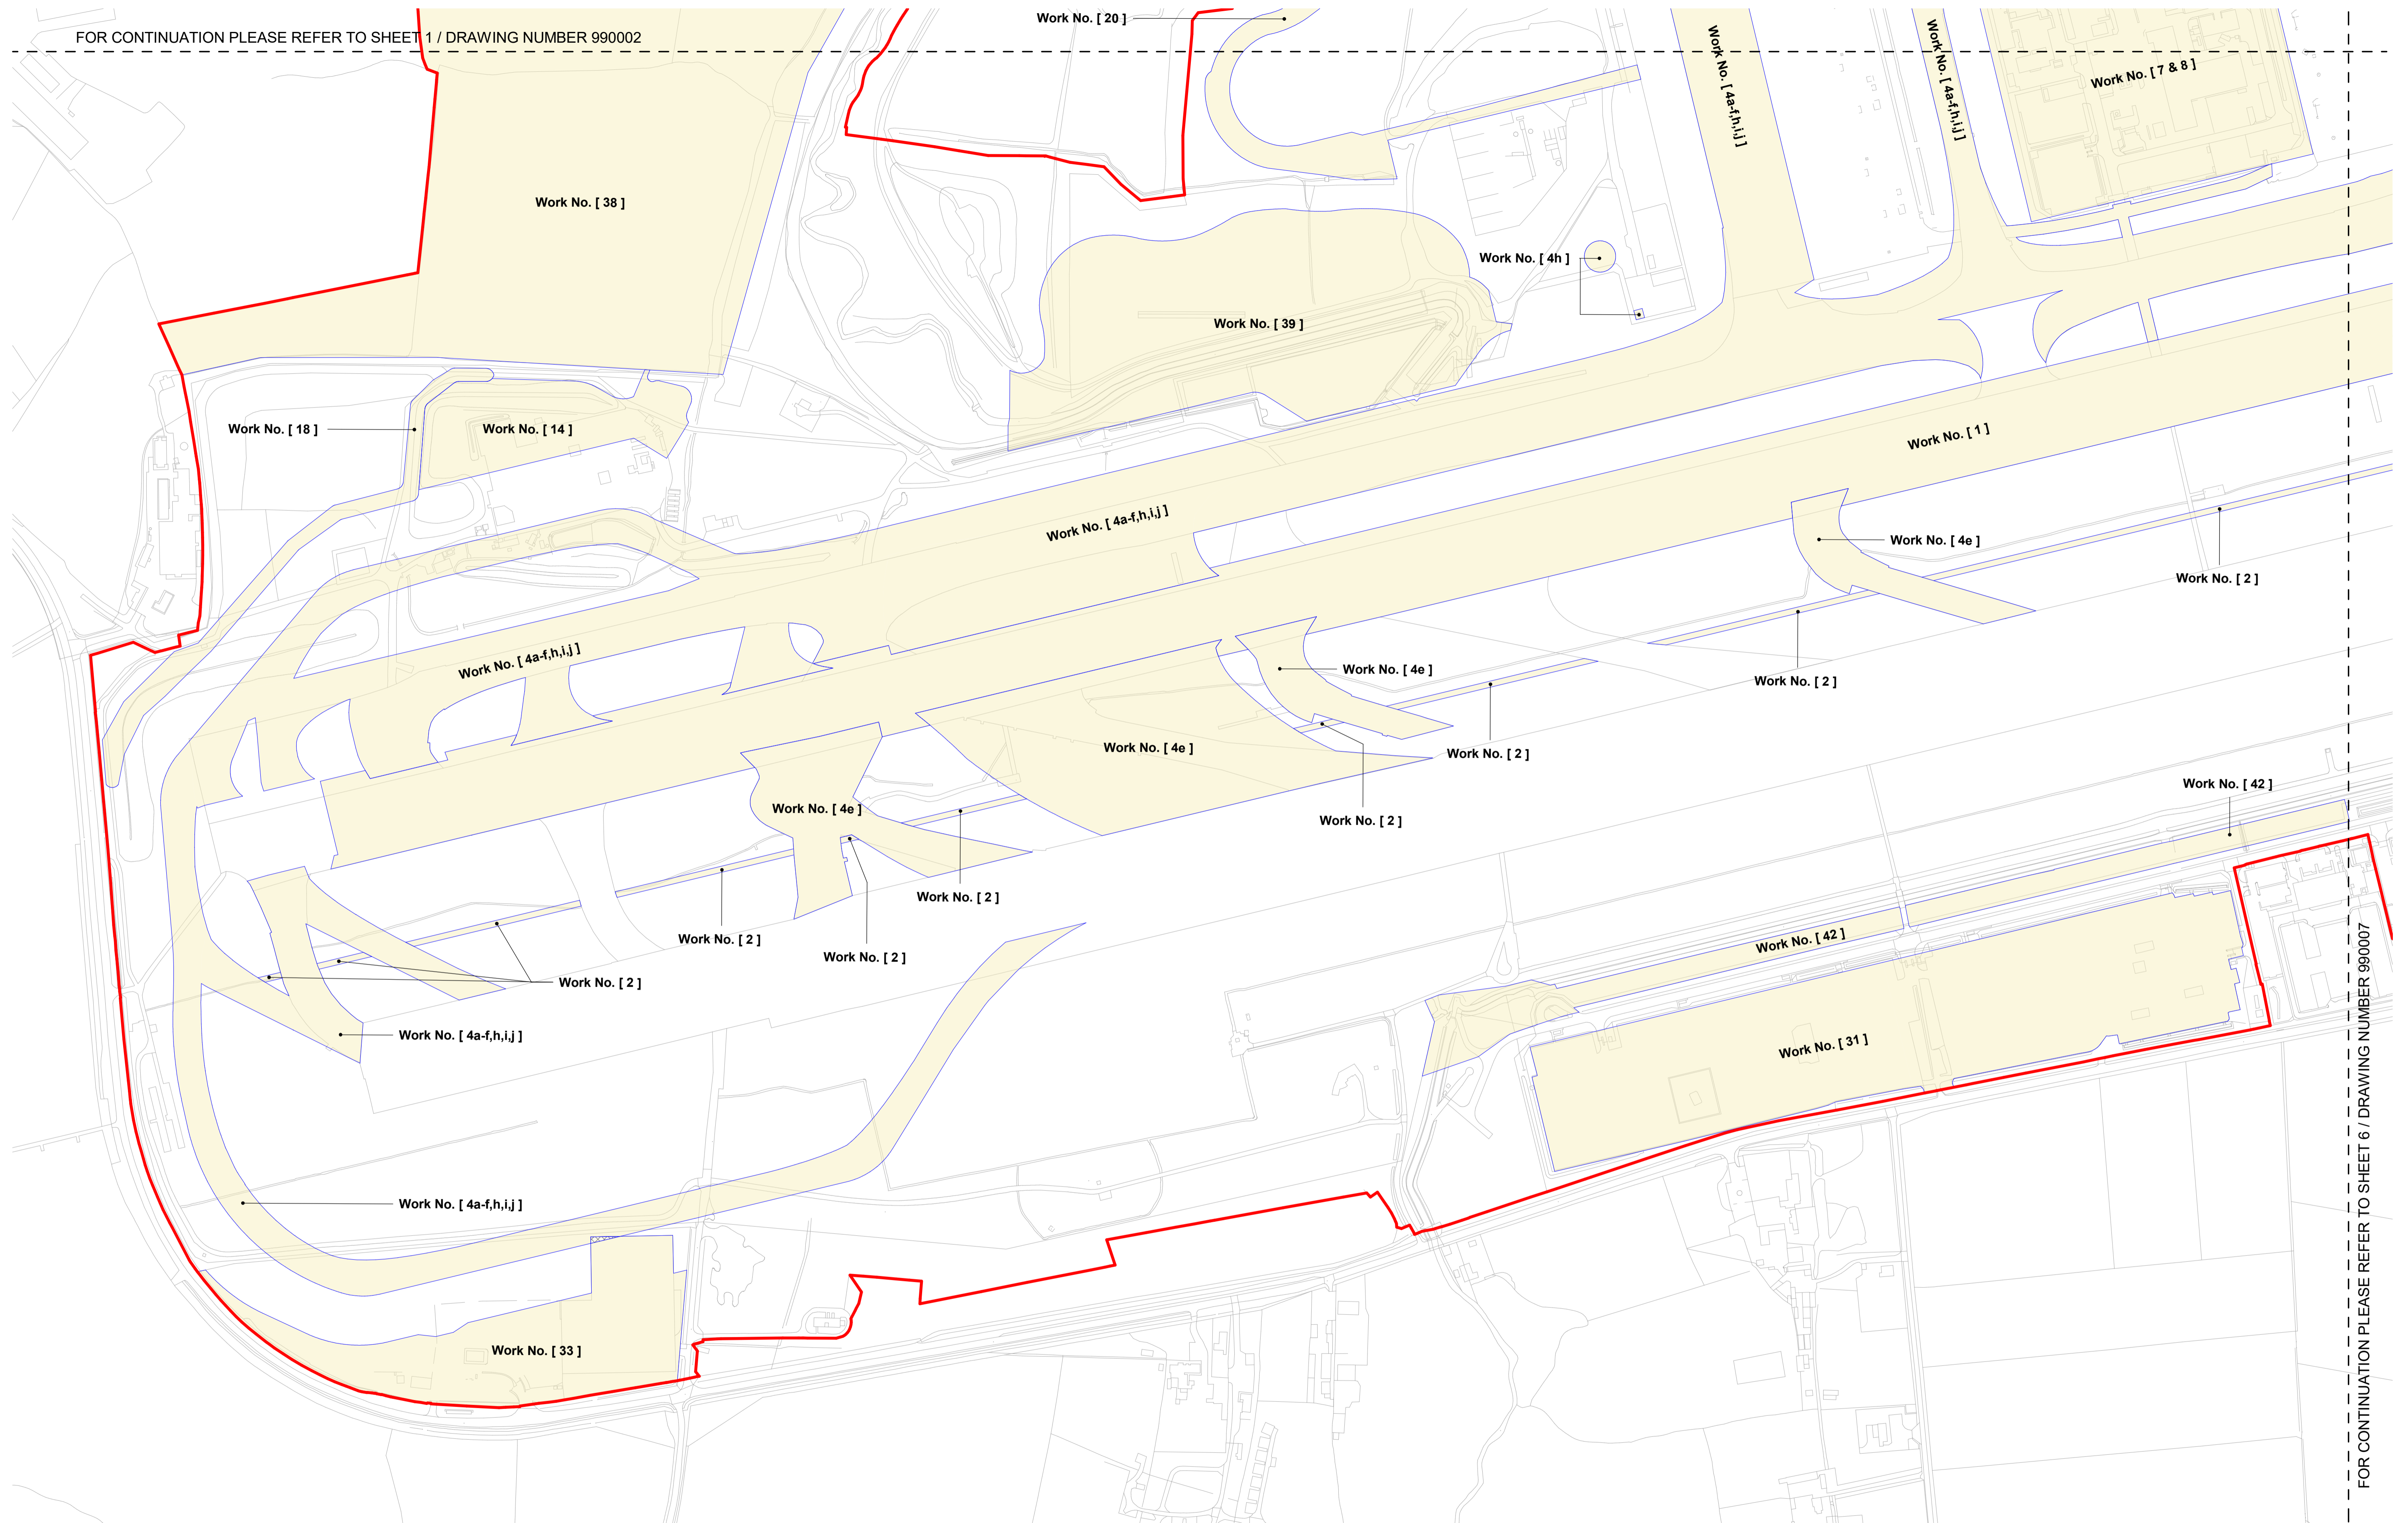 Work No. [ 20 ]
FOR CONTINUATION PLEASE REFER TO SHEET 1 / DRAWING NUMBER 990002
Work No. [ 4a-f,h,i,j ]
Work No. [ 4a-f,h,i,j ]
Work No. [ 7 & 8 ]
Work No. [ 38 ]
Work No. [ 4h ]
Work No. [ 39 ]
Work No. [ 18 ]
Work No. [ 14 ]
Work No. [ 1 ]
Work No. [ 4a-f,h,i,j ]
Work No. [ 4e ]
Work No. [ 2 ]
Work No. [ 4a-f,h,i,j ]
Work No. [ 4e ]
Work No. [ 2 ]
Work No. [ 4e ]
Work No. [ 2 ]
Work No. [ 42 ]
Work No. [ 4e ]
Work No. [ 2 ]
Work No. [ 2 ]
Work No. [ 2 ]
Work No. [ 42 ]
Work No. [ 2 ]
Work No. [ 2 ]
Work No. [ 4a-f,h,i,j ]
Work No. [ 31 ]
Work No. [ 4a-f,h,i,j ]
Work No. [ 33 ]
FOR CONTINUATION PLEASE REFER TO SHEET 6 / DRAWING NUMBER 990007